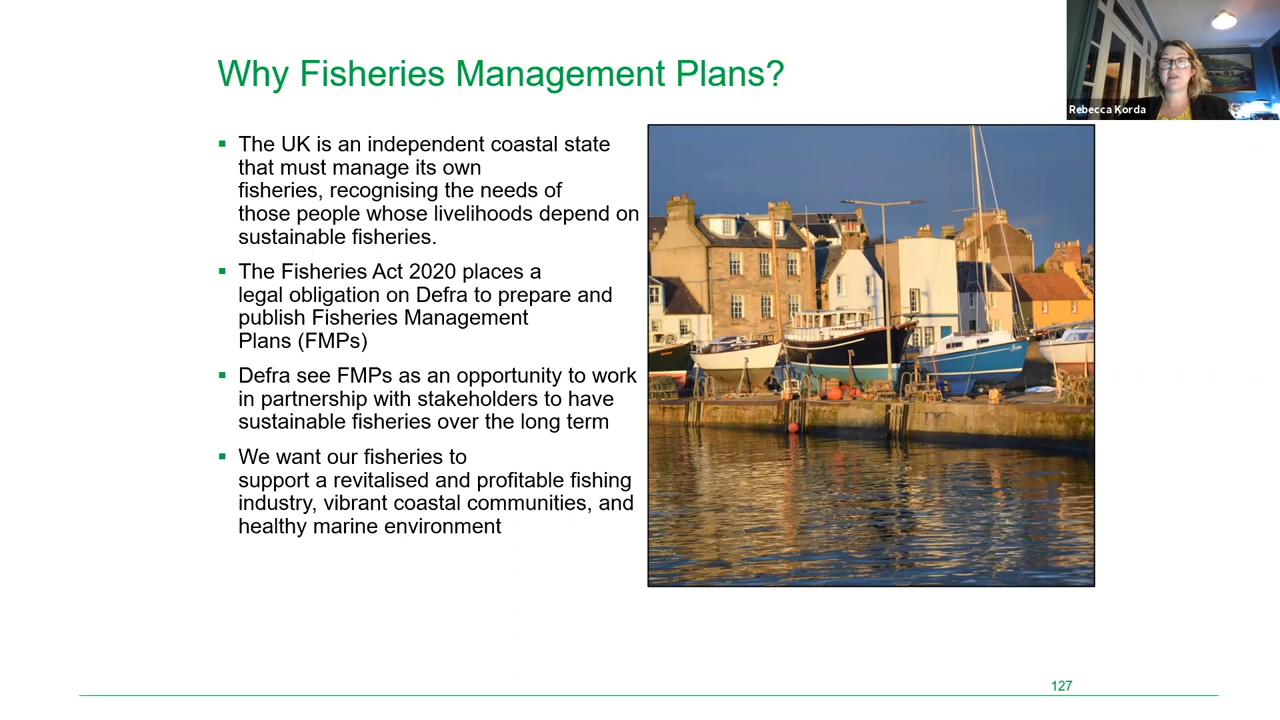 Why Fisheries Management Plans?
Rebecca Korda
▪ The UK is an independent coastal state
that must manage its own
fisheries, recognising the needs of
those people whose livelihoods depend on
sustainable fisheries.
▪ The Fisheries Act 2020 places a
legal obligation on Defra to prepare and
publish Fisheries Management
Plans (FMPs)
▪ Defra see FMPs as an opportunity to work
in partnership with stakeholders to have
sustainable fisheries over the long term
▪ We want our fisheries to
support a revitalised and profitable fishing
industry, vibrant coastal communities, and
healthy marine environment
127